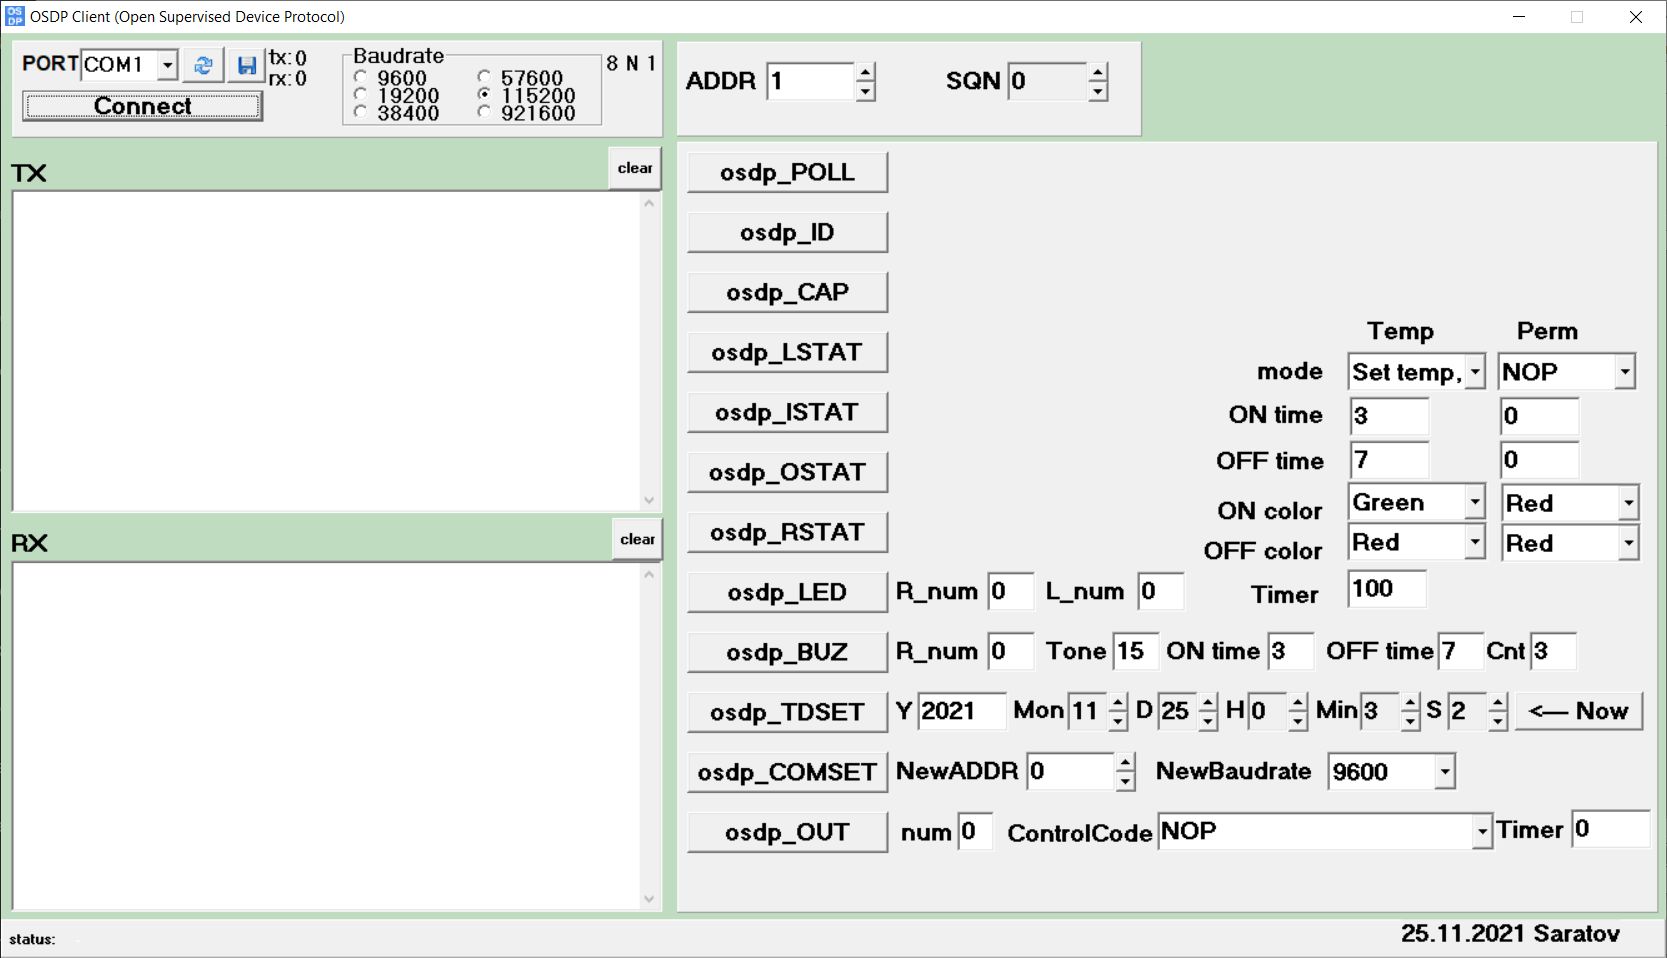 OS DP OSDP Client (Open Supervised Device Protocol)
PORT COM1 tx: 0
rx: 0
Connect
Baudrate
9600 57600
19200 115200
38400 921600
8 N 1
ADDR 1 SQN 0
TX clear
RX clear
osdp_POLL
osdp_ID
osdp_CAP
osdp_LSTAT
osdp_ISTAT
osdp_OSTAT
osdp_RSTAT
Temp Perm
mode Set temp, NOP
ON time 3 0
OFF time 7 0
ON color Green Red
OFF color Red Red
Timer 100
osdp_LED R_num 0 L_num 0
osdp_BUZ R_num 0 Tone 15 ON time 3 OFF time 7 Cnt 3
osdp_TDSET Y 2021 Mon 11 D 25 H 0 Min 3 S 2 <— Now
osdp_COMSET NewADDR 0 NewBaudrate 9600
osdp_OUT num 0 ControlCode NOP Timer 0
status:
25.11.2021 Saratov